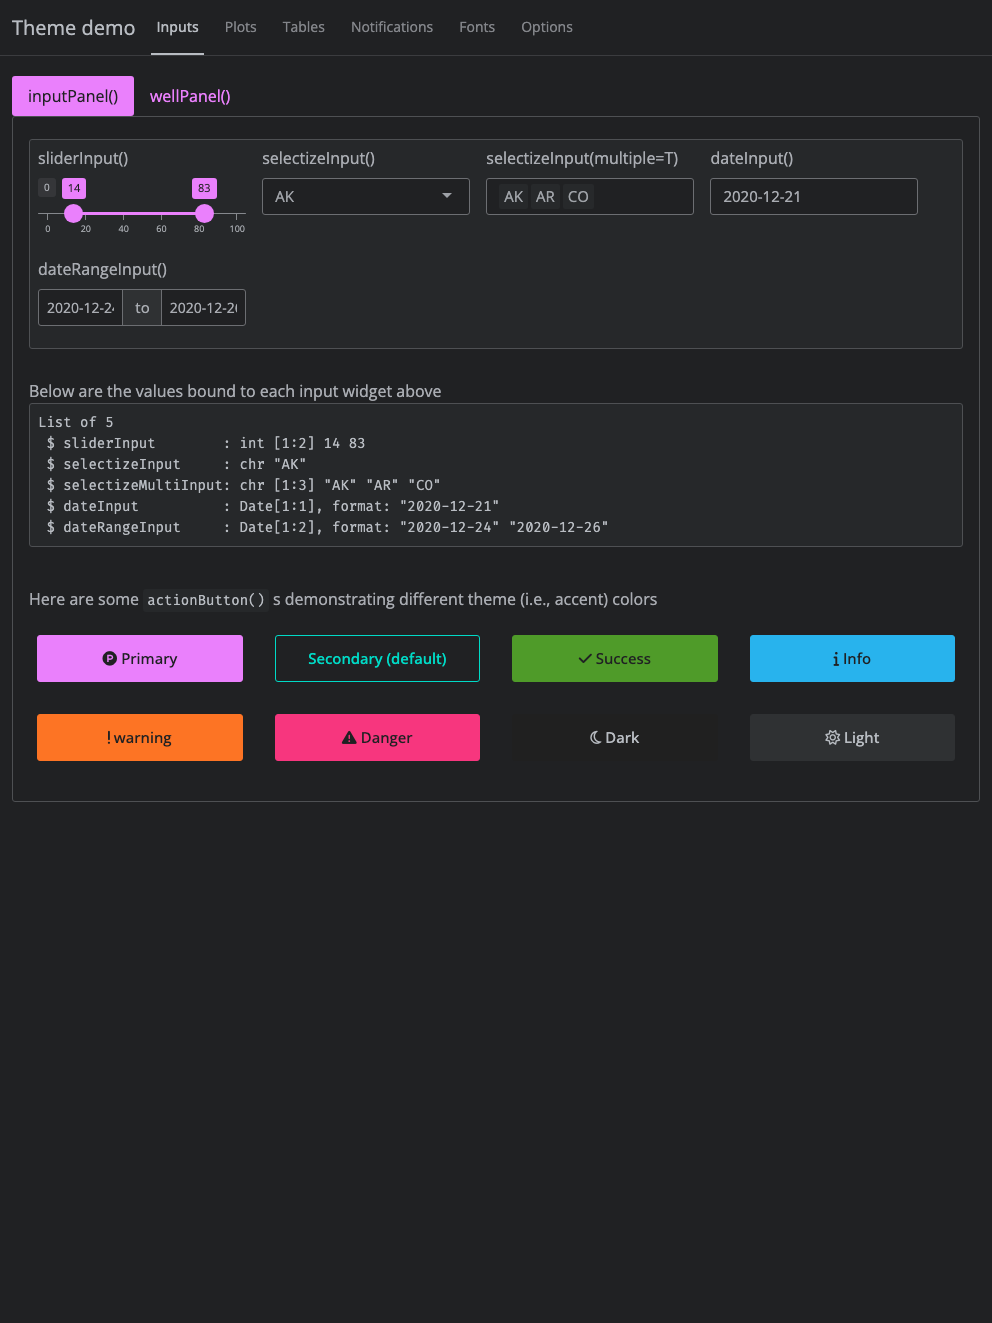 Theme demo Inputs Plots Tables Notifications Fonts Options
inputPanel() wellPanel()
sliderInput() selectizeInput() selectizeInput(multiple=T) dateInput()
0 14 83
AK AK AR CO 2020-12-21
0 20 40 60 80 100
dateRangeInput()
2020-12-24 to 2020-12-26
Below are the values bound to each input widget above
List of 5
$ sliderInput : int [1:2] 14 83
$ selectizeInput : chr "AK"
$ selectizeMultiInput: chr [1:3] "AK" "AR" "CO"
$ dateInput : Date[1:1], format: "2020-12-21"
$ dateRangeInput : Date[1:2], format: "2020-12-24" "2020-12-26"
Here are some actionButton() s demonstrating different theme (i.e., accent) colors
Primary Secondary (default) Success Info
warning Danger Dark Light